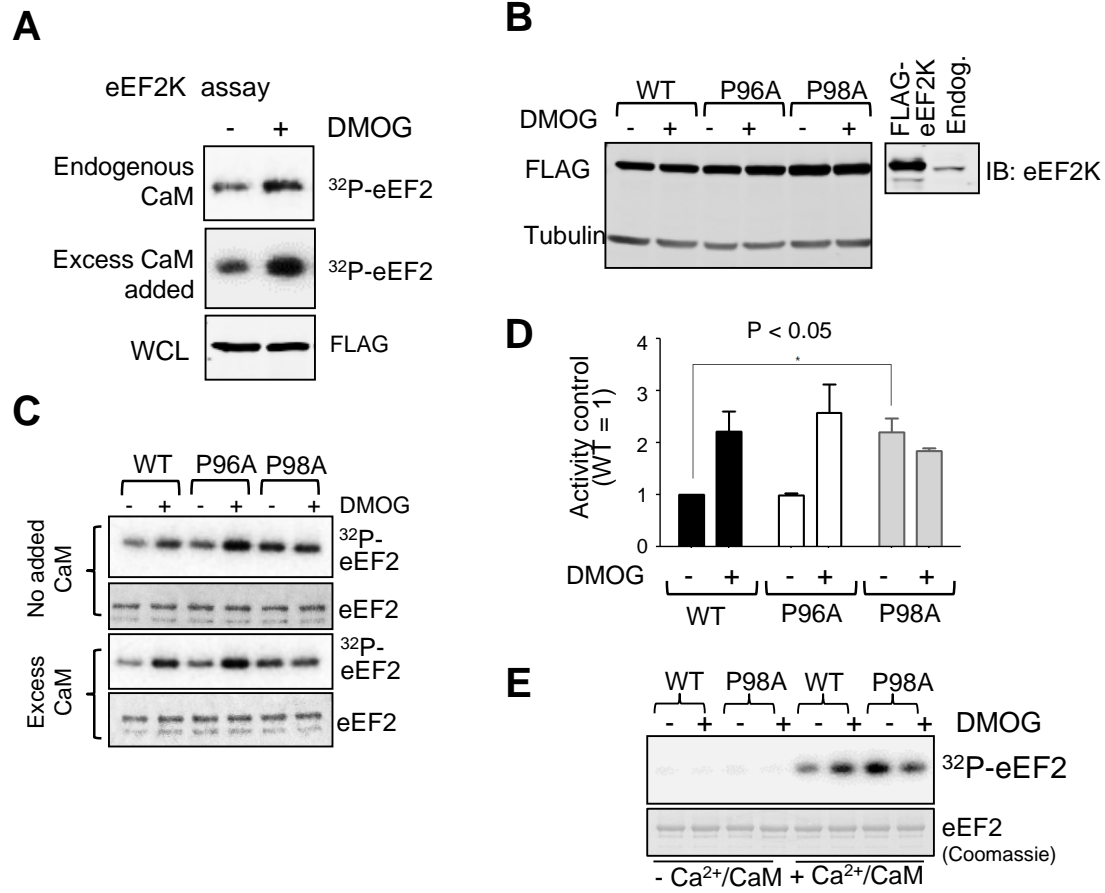 A
eEF2K assay
- + DMOG
Endogenous
CaM
32P-eEF2
Excess CaM
added
32P-eEF2
WCL
FLAG
B
WT P96A P98A
DMOG - + - + - +
FLAG
Tubulin
FLAG-
eEF2K
Endog.
IB: eEF2K
C
WT P96A P98A
- + - + - + DMOG
No added
CaM
32P-
eEF2
eEF2
Excess
CaM
32P-
eEF2
eEF2
D
P < 0.05
*
Activity control
(WT = 1)
4
3
2
1
0
DMOG - + - + - +
WT P96A P98A
E
WT P98A WT P98A
- + - + - + - + DMOG
32P-eEF2
eEF2
(Coomassie)
- Ca2+/CaM + Ca2+/CaM